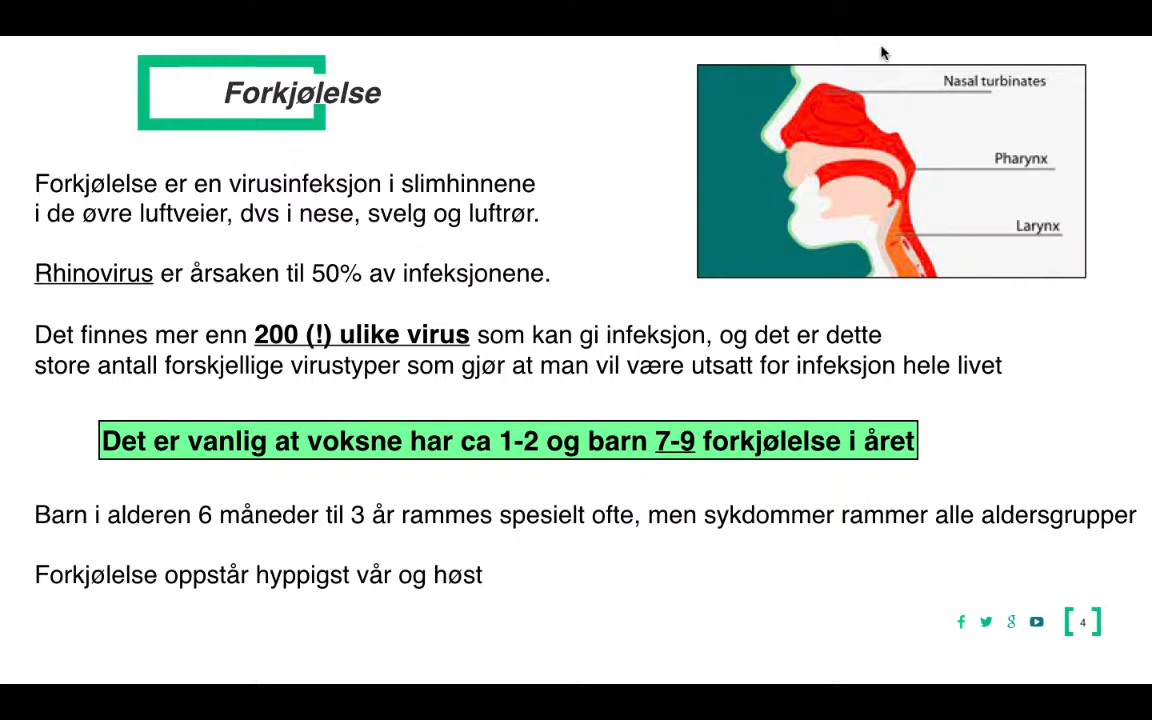 Forkjølelse
Nasal turbinates
Pharynx
Larynx
Forkjølelse er en virusinfeksjon i slimhinnene
i de øvre luftveier, dvs i nese, svelg og luftrør.
Rhinovirus er årsaken til 50% av infeksjonene.
Det finnes mer enn 200 (!) ulike virus som kan gi infeksjon, og det er dette
store antall forskjellige virustyper som gjør at man vil være utsatt for infeksjon hele livet
Det er vanlig at voksne har ca 1-2 og barn 7-9 forkjølelse i året
Barn i alderen 6 måneder til 3 år rammes spesielt ofte, men sykdommer rammer alle aldersgrupper
Forkjølelse oppstår hyppigst vår og høst
[ 4 ]